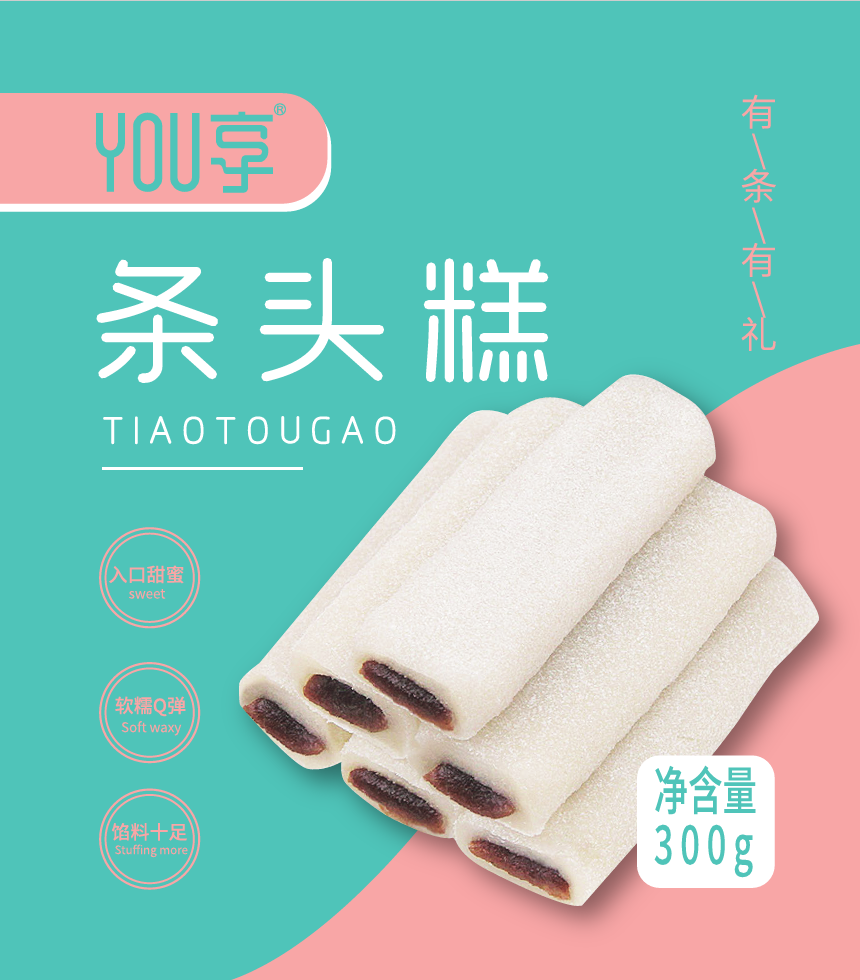 YOU享®
有\条\有\礼
条头糕
TIAOTOUGAO
入口甜蜜
sweet
软糯Q弹
Soft waxy
馅料十足
Stuffing more
净含量
300g